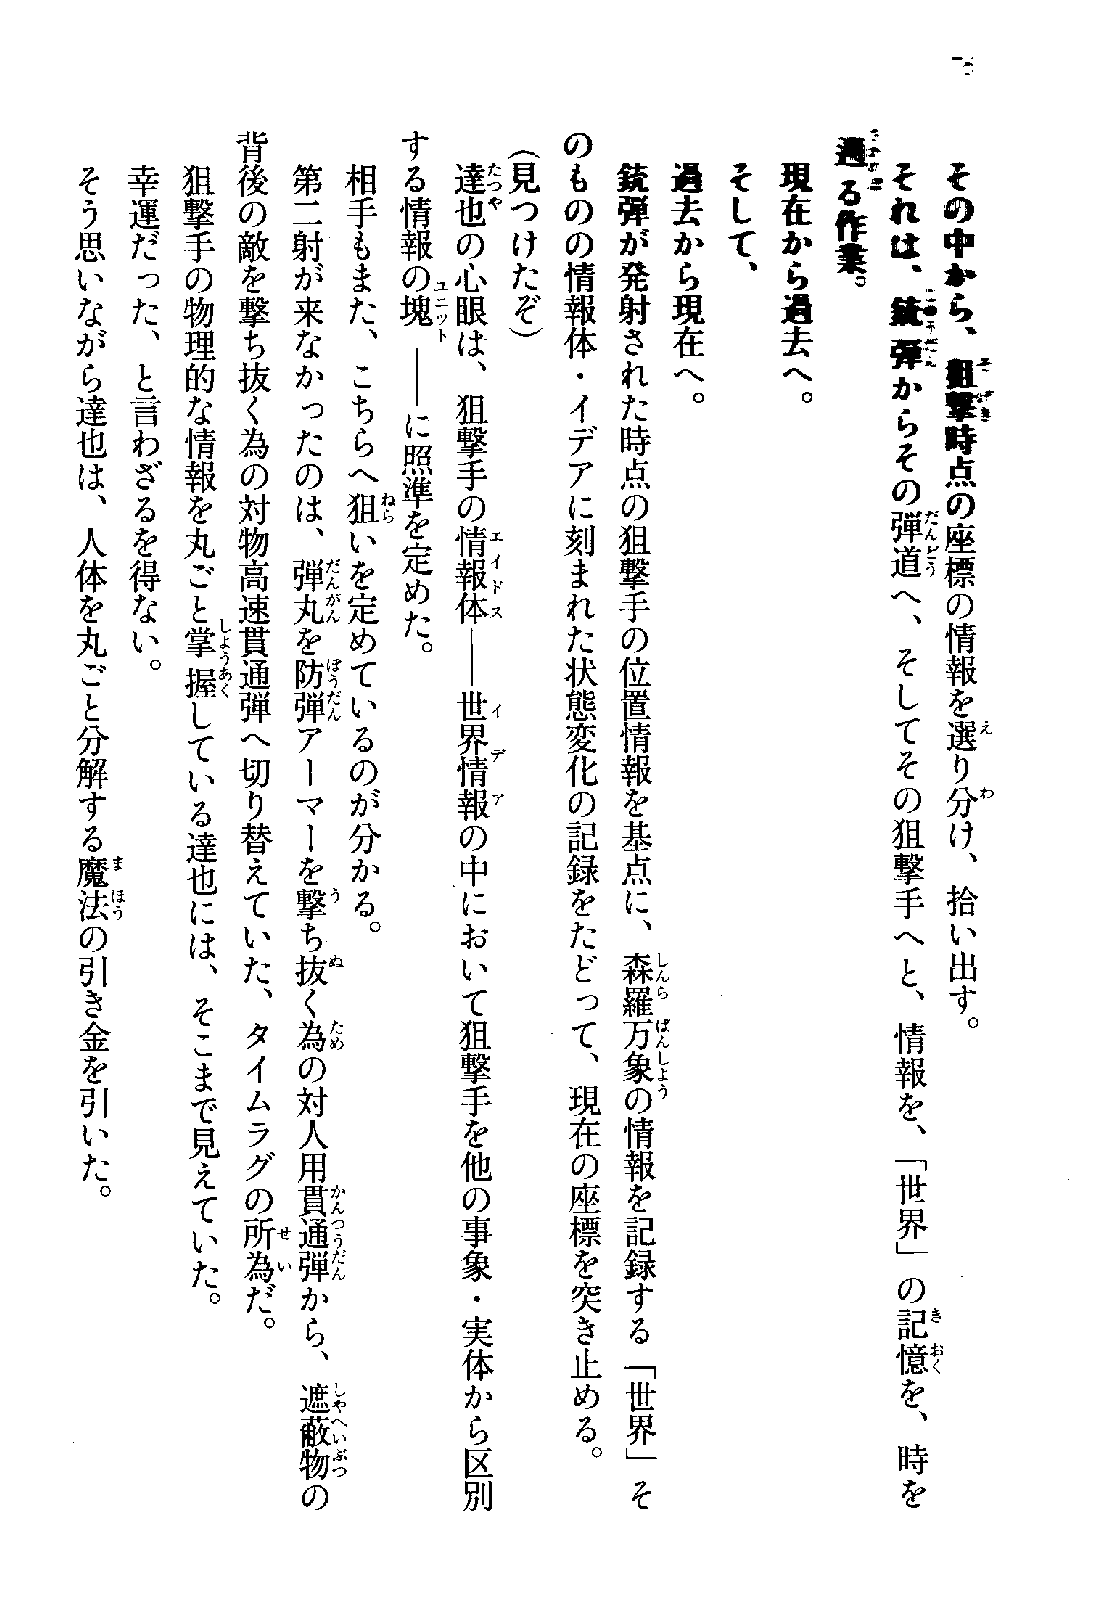 その中から、狙撃時点の座標の情報を選り分け、拾い出す。
それは、銃弾からその弾道へ、そしてその狙撃手へと、情報を、「世界」の記憶を、時を
遡る作業。
現在から過去へ。
そして、
過去から現在へ。
銃弾が発射された時点の狙撃手の位置情報を基点に、森羅万象の情報を記録する「世界」そ
のものの情報体・イデアに刻まれた状態変化の記録をたどって、現在の座標を突き止める。
（見つけたぞ）
達也の心眼は、狙撃手の情報体――世界情報の中において狙撃手を他の事象・実体から区別
する情報の塊――に照準を定めた。
相手もまた、こちらへ狙いを定めているのが分かる。
第二射が来なかったのは、弾丸を防弾アーマーを撃ち抜く為の対人用貫通弾から、遮蔽物の
背後の敵を撃ち抜く為の対物高速貫通弾へ切り替えていた、タイムラグの所為だ。
狙撃手の物理的な情報を丸ごと掌握している達也には、そこまで見えていた。
幸運だった、と言わざるを得ない。
そう思いながら達也は、人体を丸ごと分解する魔法の引き金を引いた。